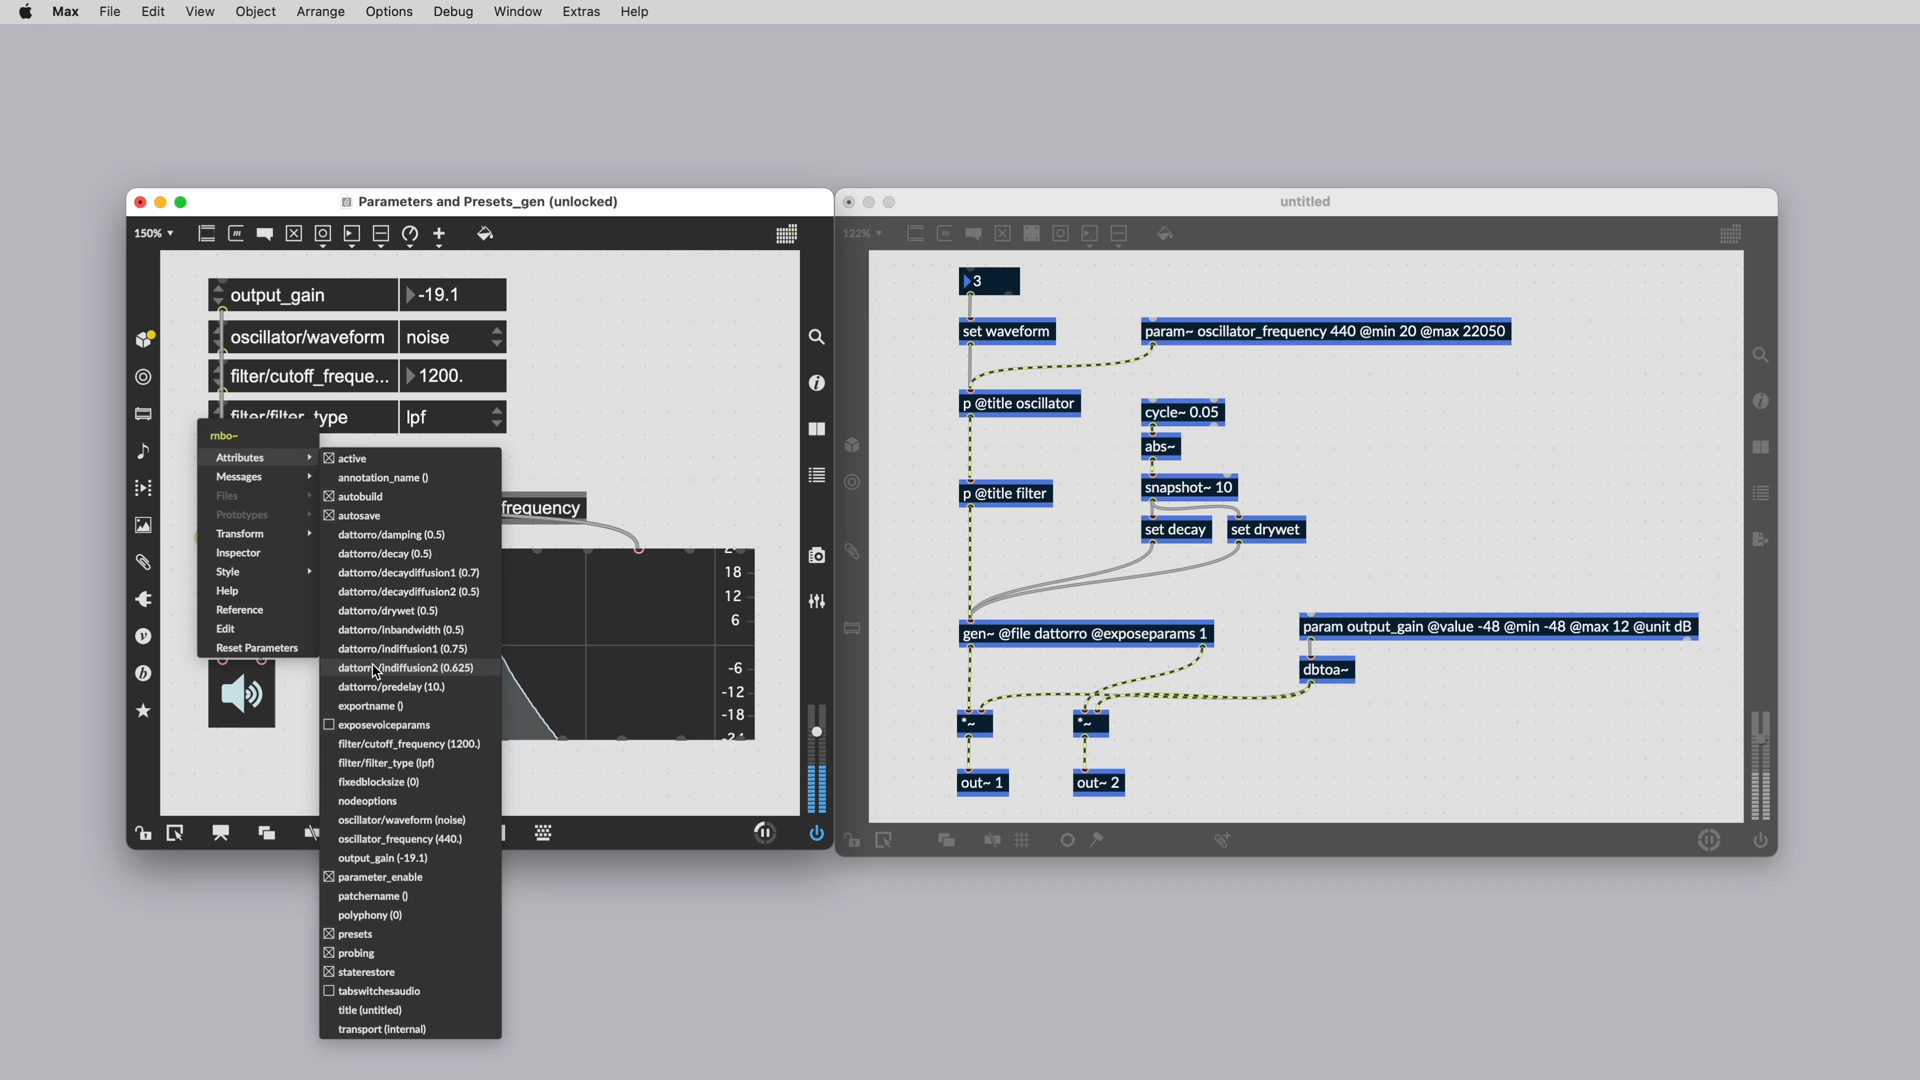 Max File Edit View Object Arrange Options Debug Window Extras Help
Parameters and Presets_gen (unlocked)
150%
output_gain -19.1
oscillator/waveform noise
filter/cutoff_freque... 1200.
filter/filter_type lpf
rnbo~
Attributes
Messages
Files
Prototypes
Transform
Inspector
Style
Help
Reference
Edit
Reset Parameters
active
annotation_name ()
autobuild
autosave
dattorro/damping (0.5)
dattorro/decay (0.5)
dattorro/decaydiffusion1 (0.7)
dattorro/decaydiffusion2 (0.5)
dattorro/drywet (0.5)
dattorro/inbandwidth (0.5)
dattorro/indiffusion1 (0.75)
dattorro/indiffusion2 (0.625)
dattorro/predelay (10.)
exportname ()
exposevoiceparams
filter/cutoff_frequency (1200.)
filter/filter_type (lpf)
fixedblocksize (0)
nodeoptions
oscillator/waveform (noise)
oscillator_frequency (440.)
output_gain (-19.1)
parameter_enable
patchername ()
polyphony (0)
presets
probing
staterestore
tabswitchesaudio
title (untitled)
transport (internal)
frequency
18
12
6
-6
-12
-18
untitled
122%
3
set waveform
param~ oscillator_frequency 440 @min 20 @max 22050
p @title oscillator
cycle~ 0.05
abs~
p @title filter
snapshot~ 10
set decay
set drywet
gen~ @file dattorro @exposeparams 1
param output_gain @value -48 @min -48 @max 12 @unit dB
dbtoa~
*~
*~
out~ 1
out~ 2